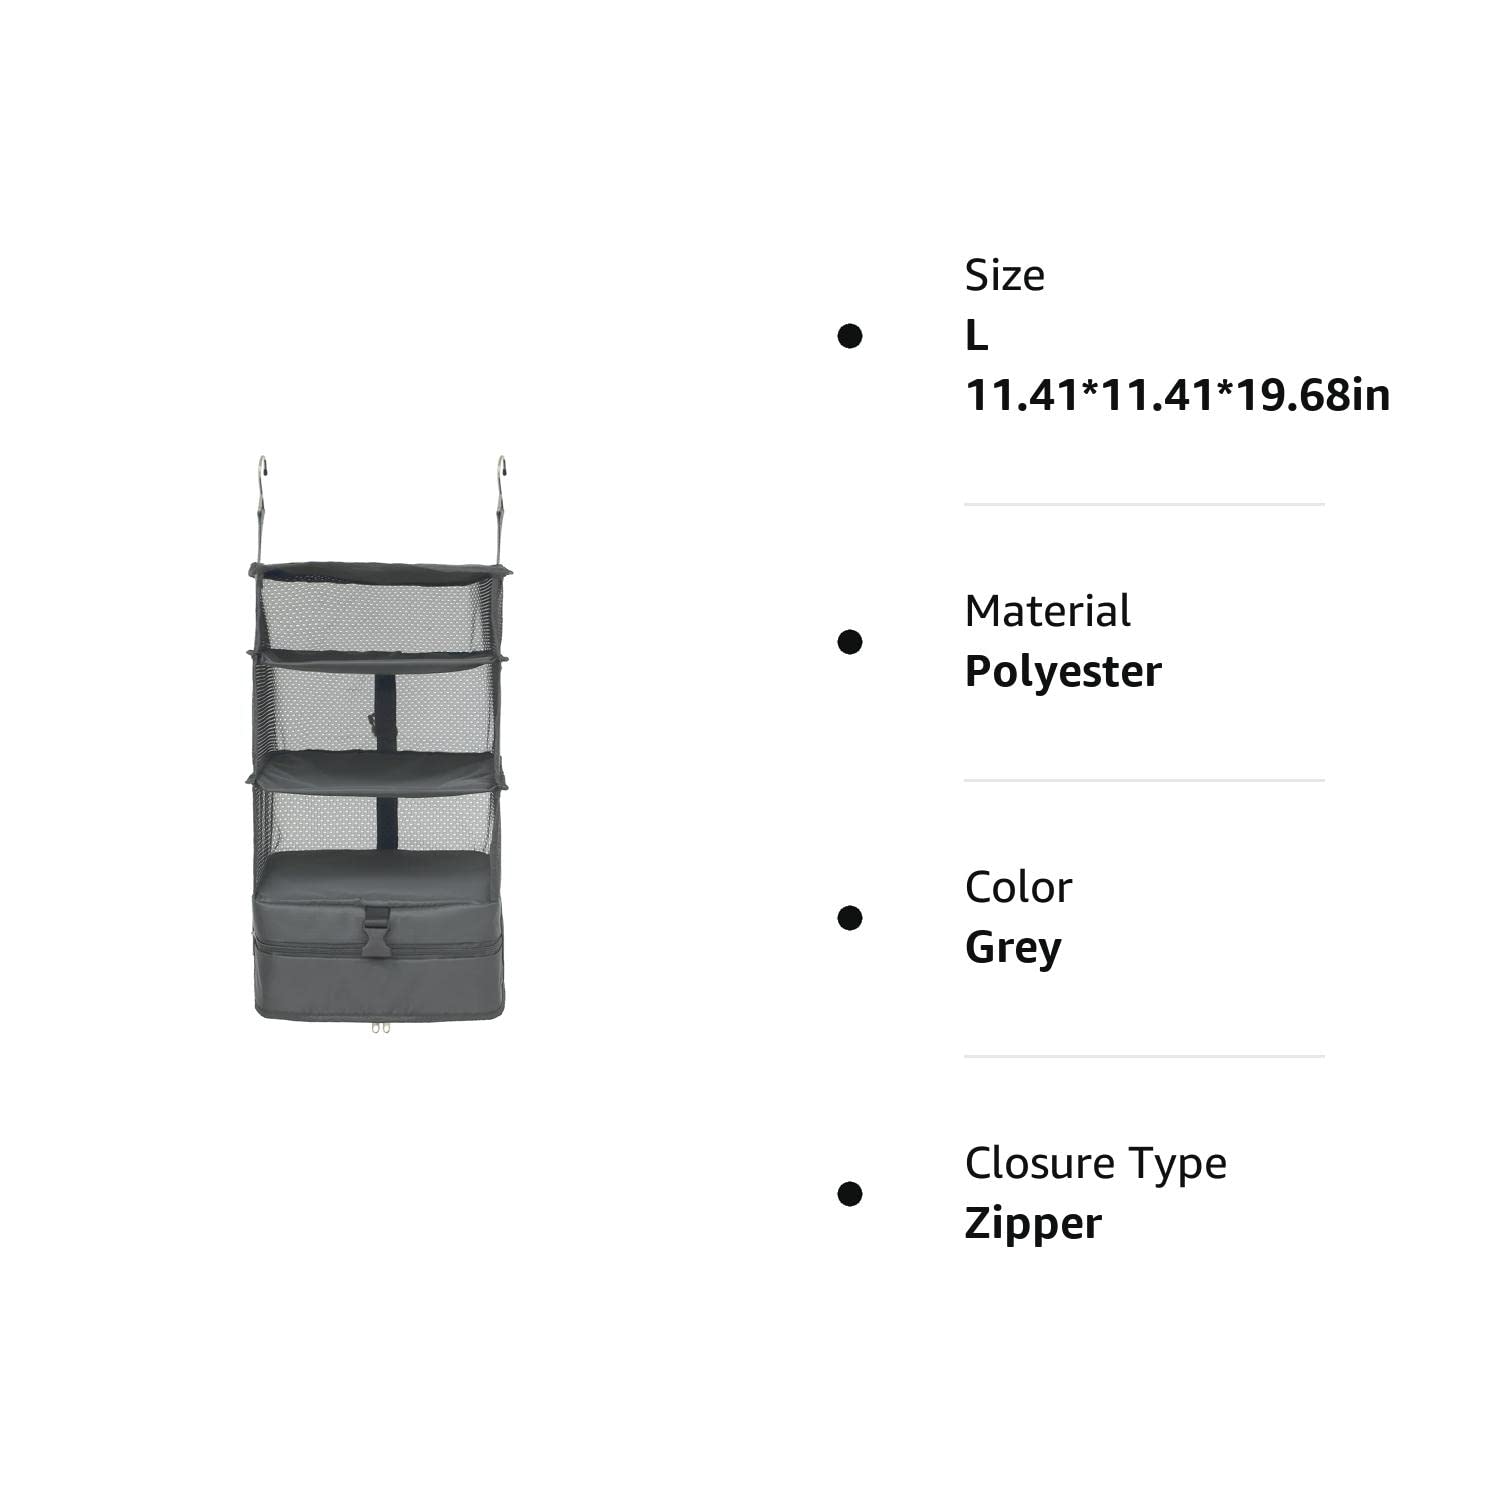 Size
L
11.41*11.41*19.68in
Material
Polyester
Color
Grey
Closure Type
Zipper